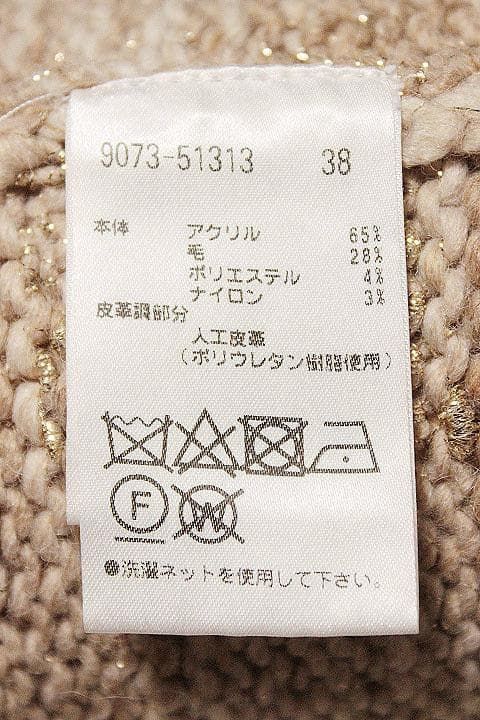 9073-51313 38
本体 アクリル 65%
毛 28%
ポリエステル 4%
ナイロン 3%
皮革調部分
人工皮革
(ポリウレタン樹脂使用)
F W
●洗濯ネットを使用して下さい。